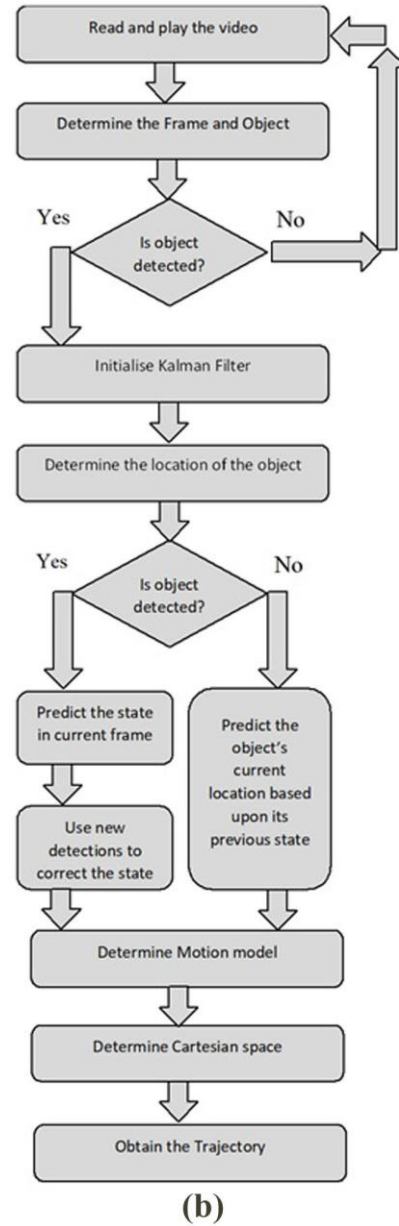 Read and play the video
Determine the Frame and Object
Yes
No
Is object
detected?
Initialise Kalman Filter
Determine the location of the object
Yes
No
Is object
detected?
Predict the state
in current frame
Use new
detections to
correct the state
Predict the
object's
current
location based
upon its
previous state
Determine Motion model
Determine Cartesian space
Obtain the Trajectory
(b)